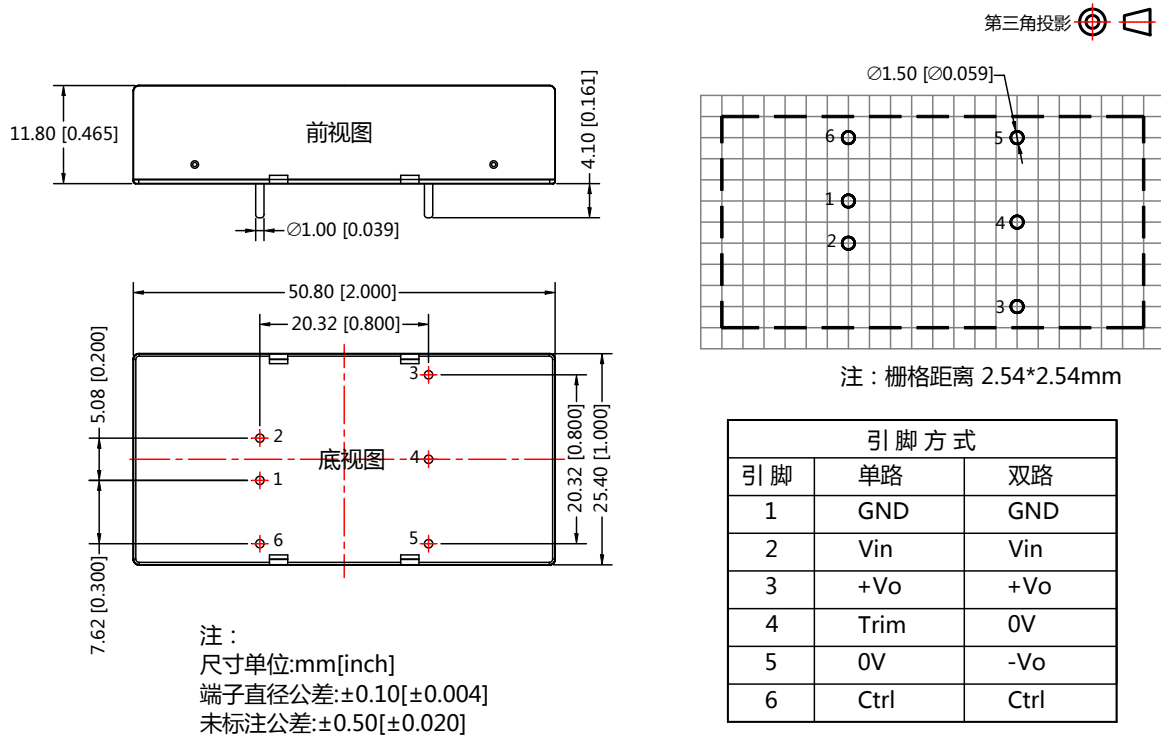 第三角投影
11.80 [0.465]
前视图
4.10 [0.161]
∅1.00 [0.039]
50.80 [2.000]
20.32 [0.800]
5.08 [0.200]
7.62 [0.300]
3
2
底视图
4
1
6
5
20.32 [0.800]
25.40 [1.000]
注：
尺寸单位:mm[inch]
端子直径公差:±0.10[±0.004]
未标注公差:±0.50[±0.020]
∅1.50 [∅0.059]
6
5
1
4
2
3
注：栅格距离 2.54*2.54mm
引 脚 方 式
引 脚 单路 双路
1 GND GND
2 Vin Vin
3 +Vo +Vo
4 Trim 0V
5 0V -Vo
6 Ctrl Ctrl